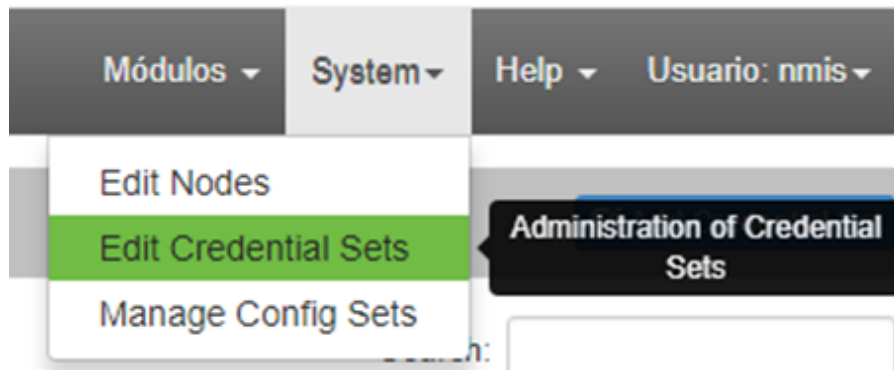 Módulos System Help Usuario: nmis
Edit Nodes
Edit Credential Sets
Administration of Credential
Sets
Manage Config Sets